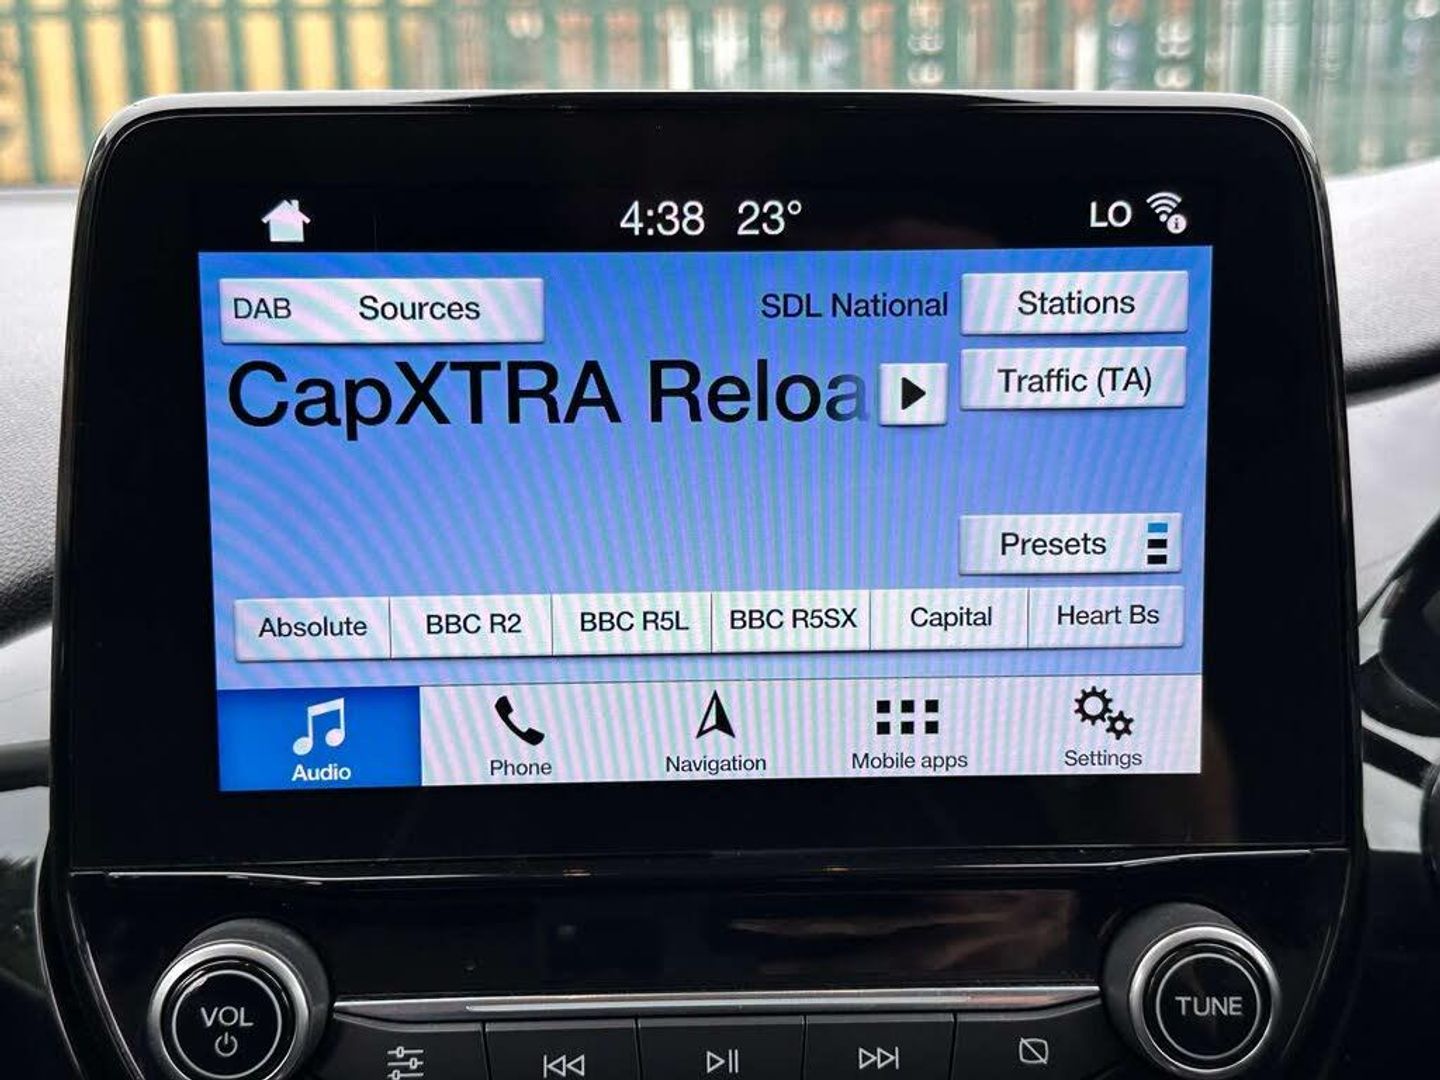 4:38 23° LO
DAB Sources SDL National Stations
CapXTRA Reloa
Traffic (TA)
Presets
Absolute BBC R2 BBC R5L BBC R5SX Capital Heart Bs
Audio Phone Navigation Mobile apps Settings
VOL TUNE